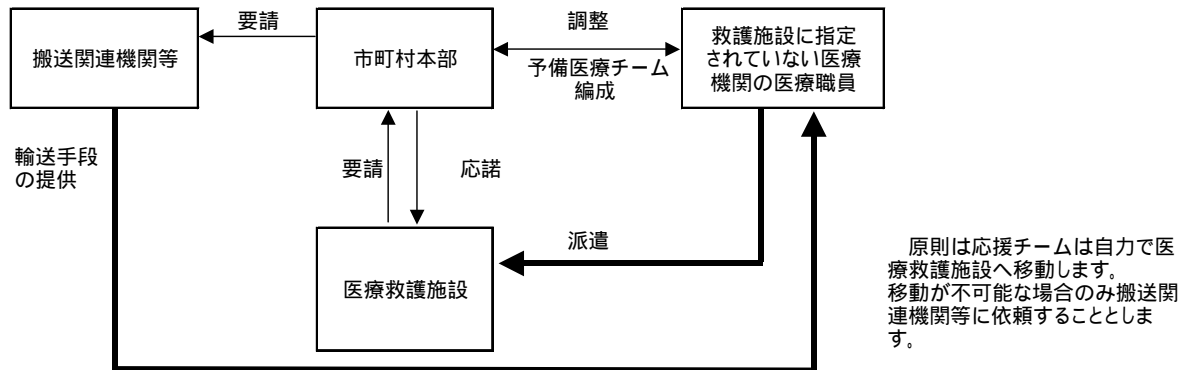 要請
調整
搬送関連機関等
市町村本部
救護施設に指定
されていない医療
機関の医療職員
予備医療チーム
編成
輸送手段
の提供
要請
応諾
派遣
医療救護施設
　原則は応援チームは自力で医
療救護施設へ移動します。
移動が不可能な場合のみ搬送関
連機関等に依頼することとしま
す。